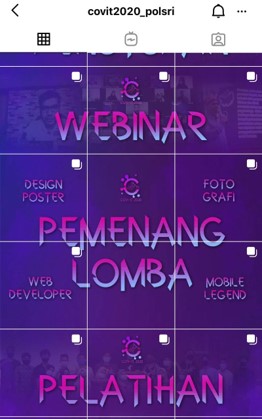 covit2020_polsri
WEBINAR
DESIGN
POSTER
FOTO
GRAFI
PEMENANG
LOMBA
WEB
DEVELOPER
MOBILE
LEGEND
PELATIHAN